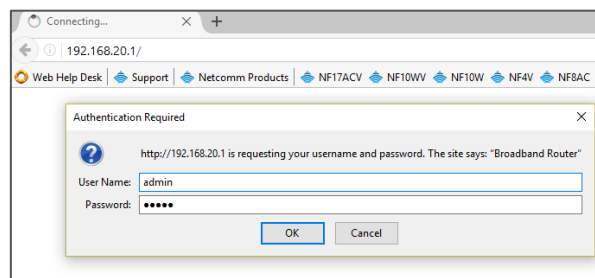 Connecting...
192.168.20.1/
Web Help Desk Support Netcomm Products NF17ACV NF10WV NF10W NF4V NF8AC
Authentication Required
http://192.168.20.1 is requesting your username and password. The site says: "Broadband Router"
User Name: admin
Password: •••••
OK Cancel